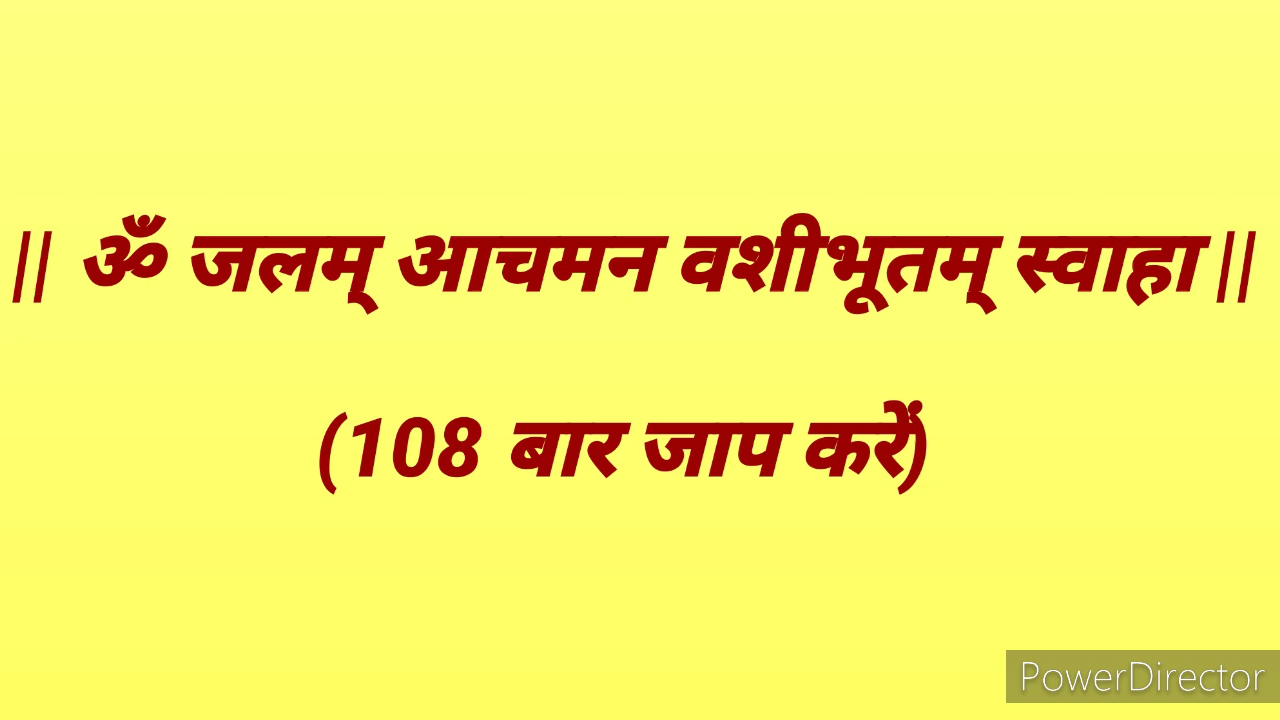 || ॐ जलम् आचमन वशीभूतम् स्वाहा ||
(108 बार जाप करें)
PowerDirector